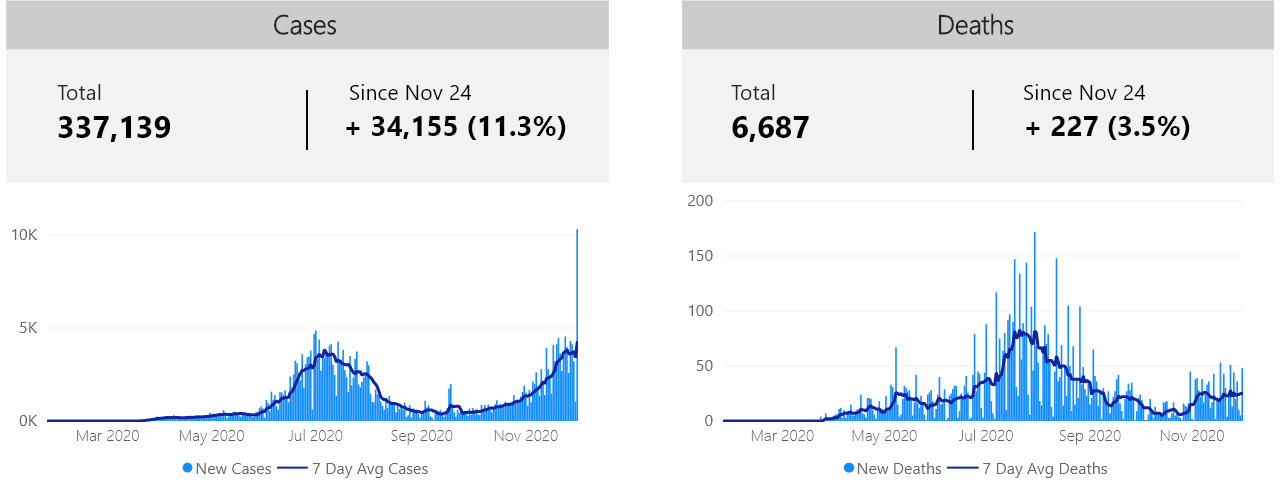 Cases
Total
337,139
Since Nov 24
+ 34,155 (11.3%)
10K
5K
0K
Mar 2020 May 2020 Jul 2020 Sep 2020 Nov 2020
New Cases 7 Day Avg Cases
Deaths
Total
6,687
Since Nov 24
+ 227 (3.5%)
200
150
100
50
0
Mar 2020 May 2020 Jul 2020 Sep 2020 Nov 2020
New Deaths 7 Day Avg Deaths